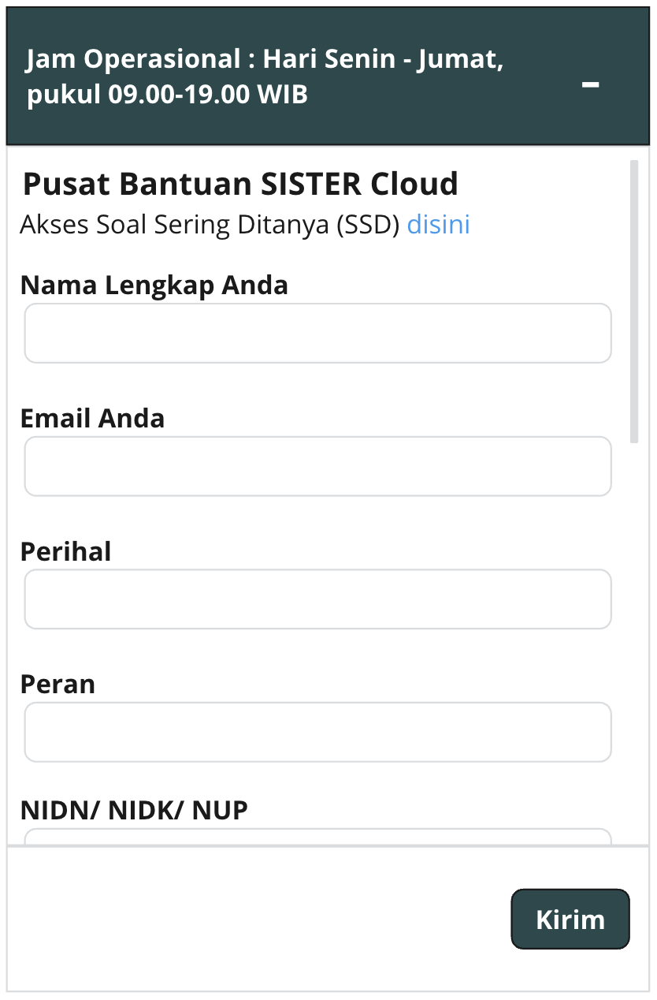 Jam Operasional : Hari Senin - Jumat,
pukul 09.00-19.00 WIB
Pusat Bantuan SISTER Cloud
Akses Soal Sering Ditanya (SSD) disini
Nama Lengkap Anda
Email Anda
Perihal
Peran
NIDN/ NIDK/ NUP
Kirim